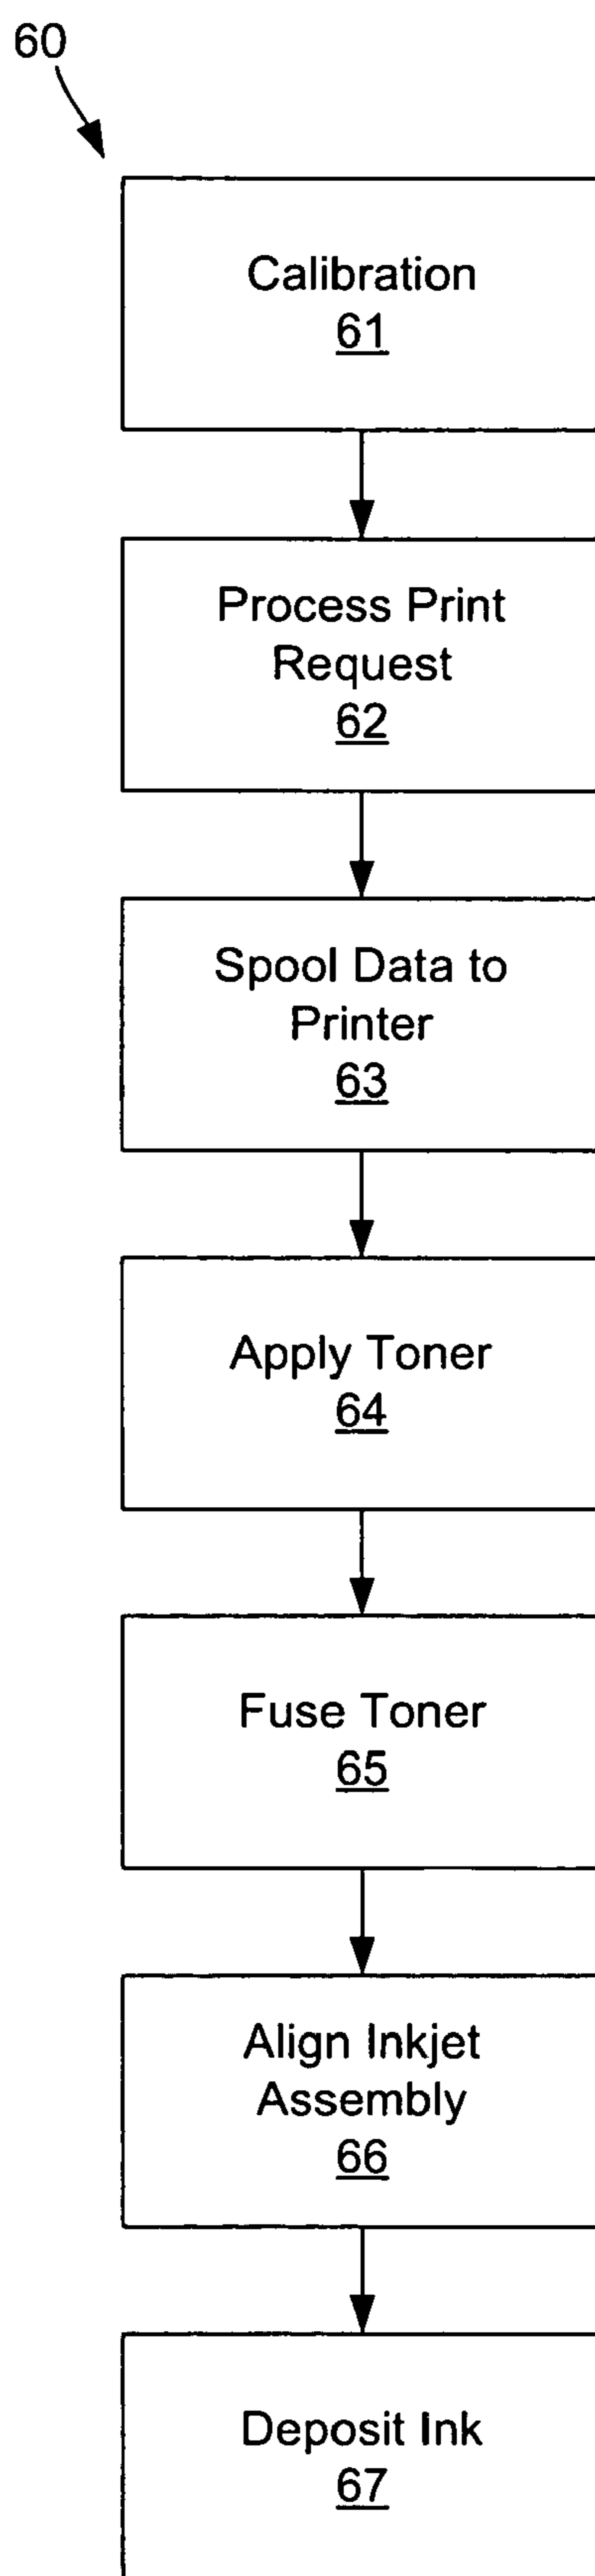 60
Calibration
61
Process Print
Request
62
Spool Data to
Printer
63
Apply Toner
64
Fuse Toner
65
Align Inkjet
Assembly
66
Deposit Ink
67